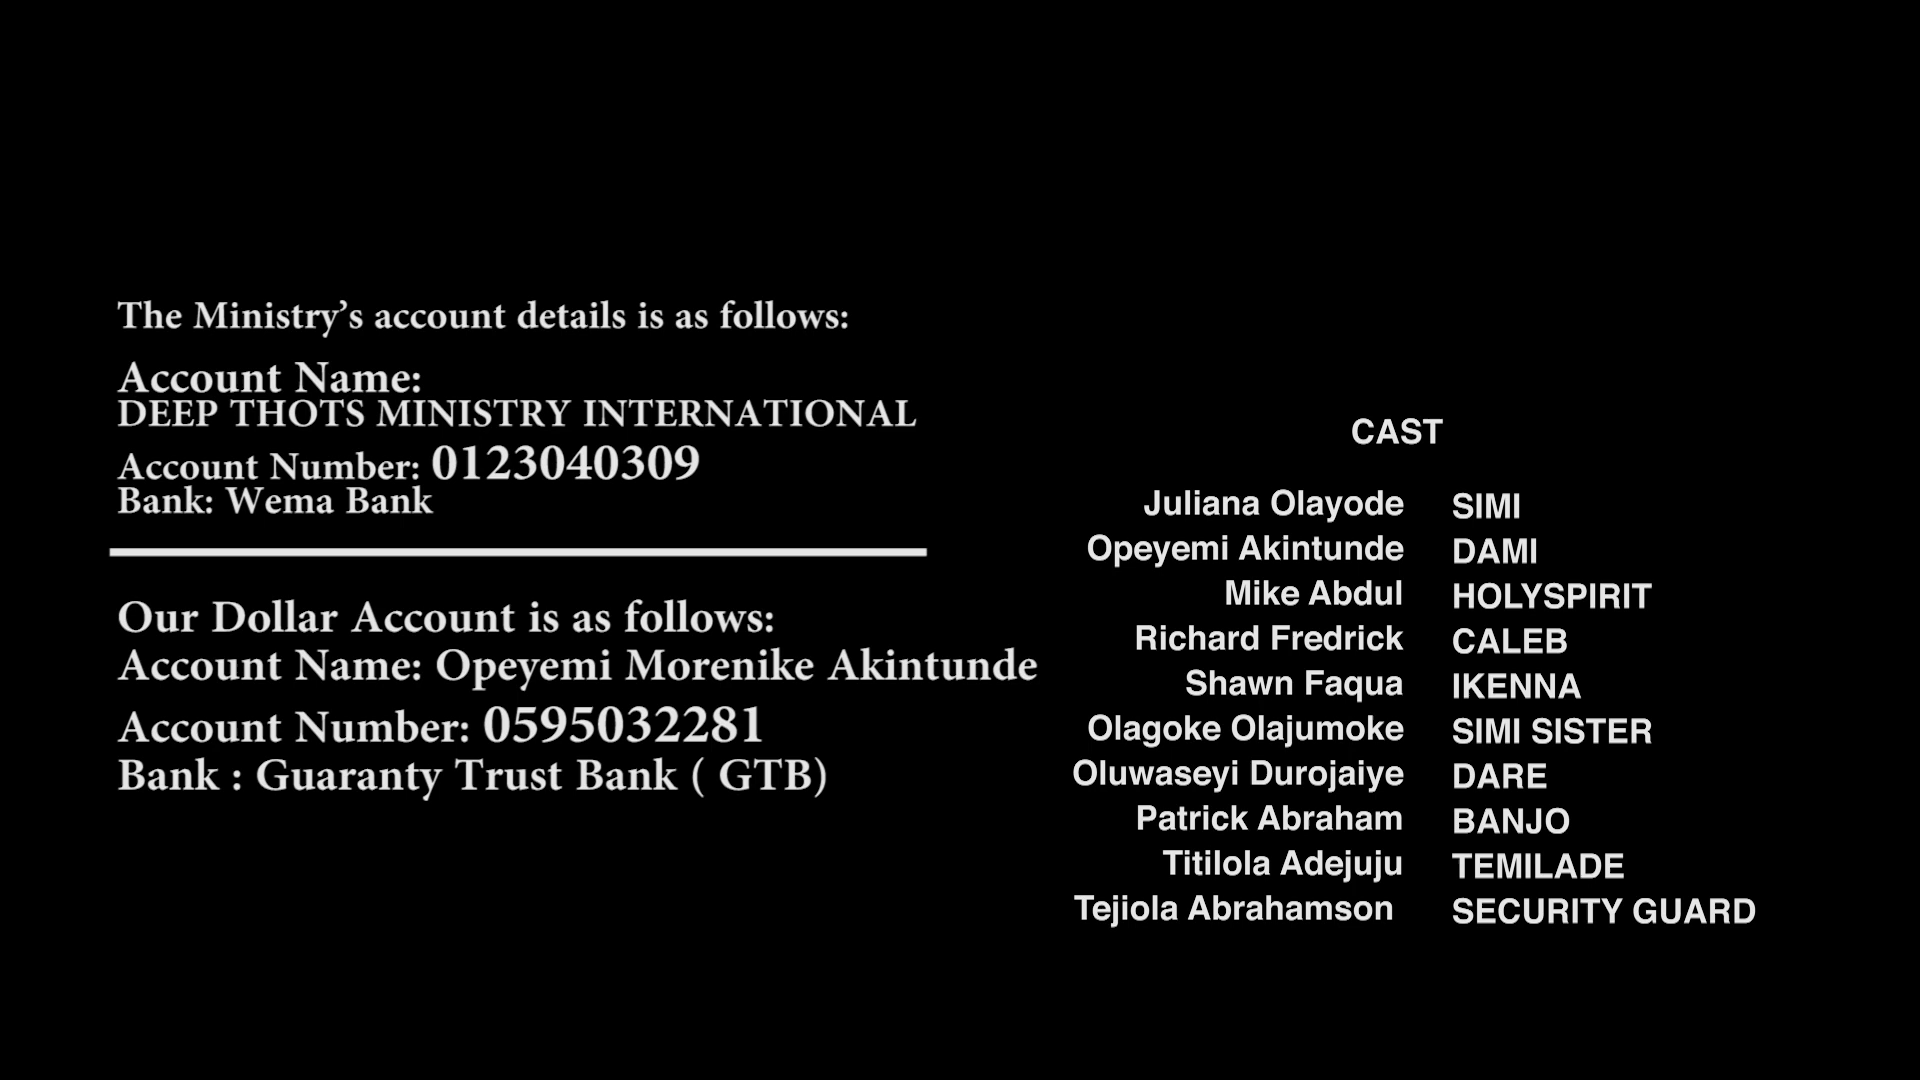 The Ministry’s account details is as follows:
Account Name:
DEEP THOTS MINISTRY INTERNATIONAL
Account Number: 0123040309
Bank: Wema Bank
Our Dollar Account is as follows:
Account Name: Opeyemi Morenike Akintunde
Account Number: 0595032281
Bank : Guaranty Trust Bank ( GTB)
CAST
Juliana Olayode SIMI
Opeyemi Akintunde DAMI
Mike Abdul HOLYSPIRIT
Richard Fredrick CALEB
Shawn Faqua IKENNA
Olagoke Olajumoke SIMI SISTER
Oluwaseyi Durojaiye DARE
Patrick Abraham BANJO
Titilola Adejuju TEMILADE
Tejiola Abrahamson SECURITY GUARD